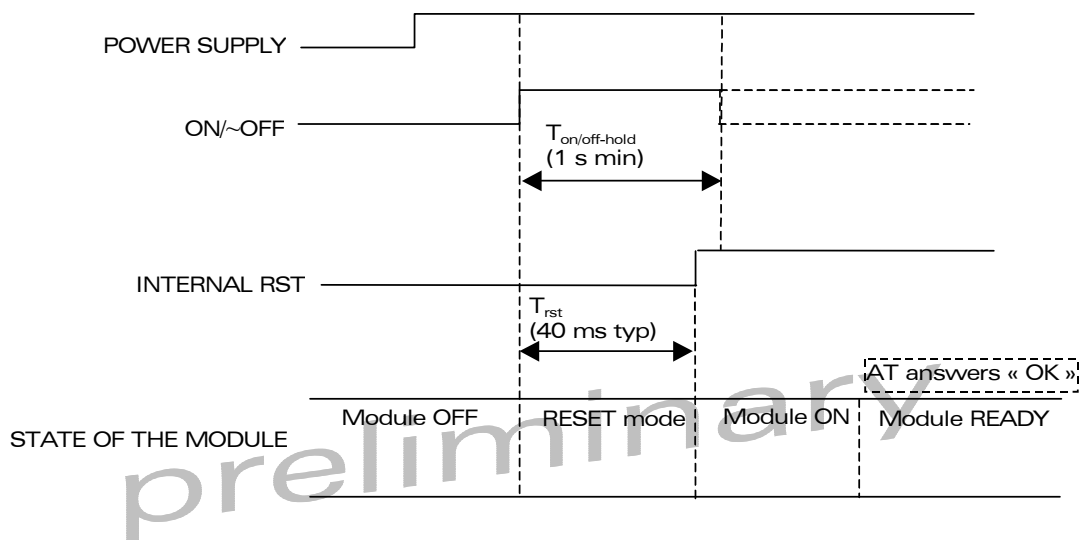 POWER SUPPLY
ON/~OFF
Ton/off-hold
(1 s min)
INTERNAL RST
Trst
(40 ms typ)
AT answers « OK »
STATE OF THE MODULE
Module OFF
RESET mode
Module ON
Module READY
preliminary